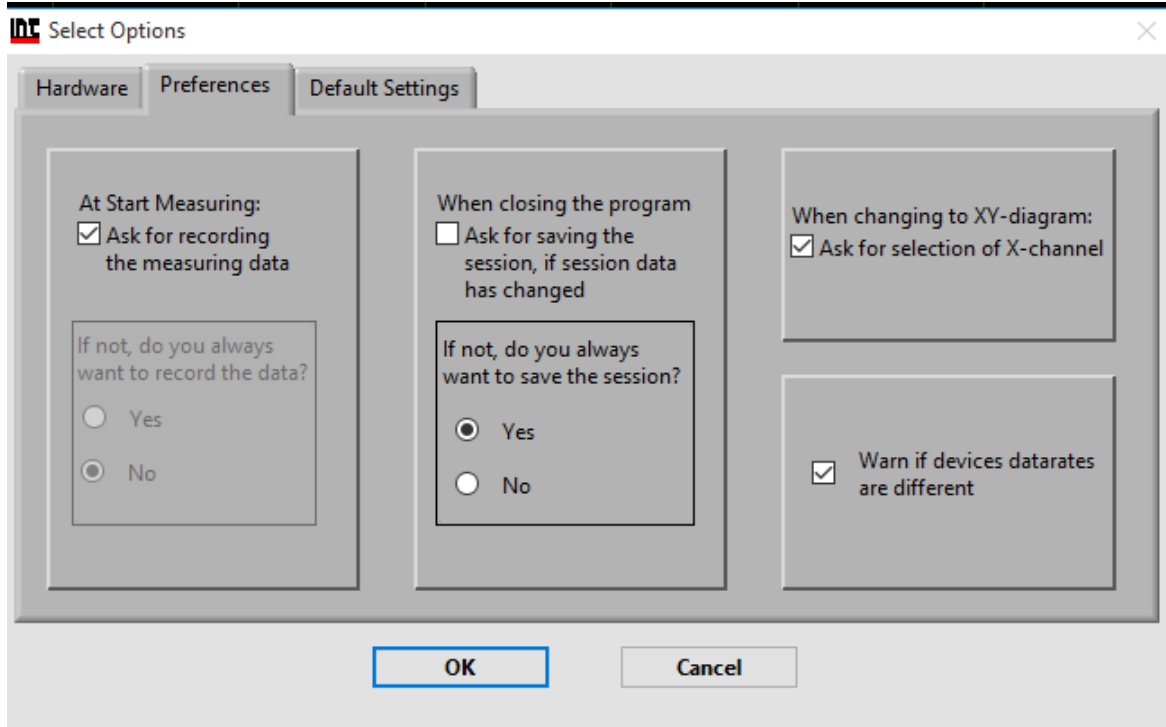 Select Options
Hardware
Preferences
Default Settings
At Start Measuring:
Ask for recording
the measuring data
If not, do you always
want to record the data?
Yes
No
When closing the program
Ask for saving the
session, if session data
has changed
If not, do you always
want to save the session?
Yes
No
When changing to XY-diagram:
Ask for selection of X-channel
Warn if devices datarates
are different
OK
Cancel